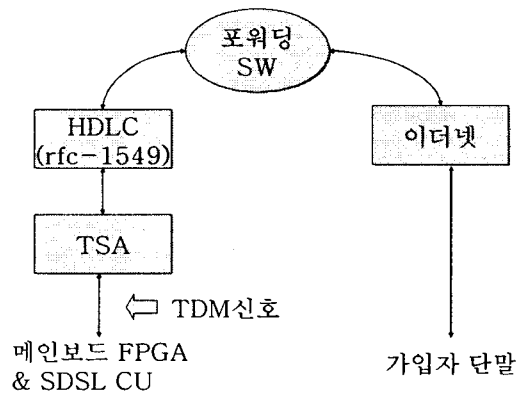 포워딩
SW
HDLC
(rfc-1549)
이더넷
TSA
TDM신호
메인보드 FPGA
& SDSL CU
가입자 단말